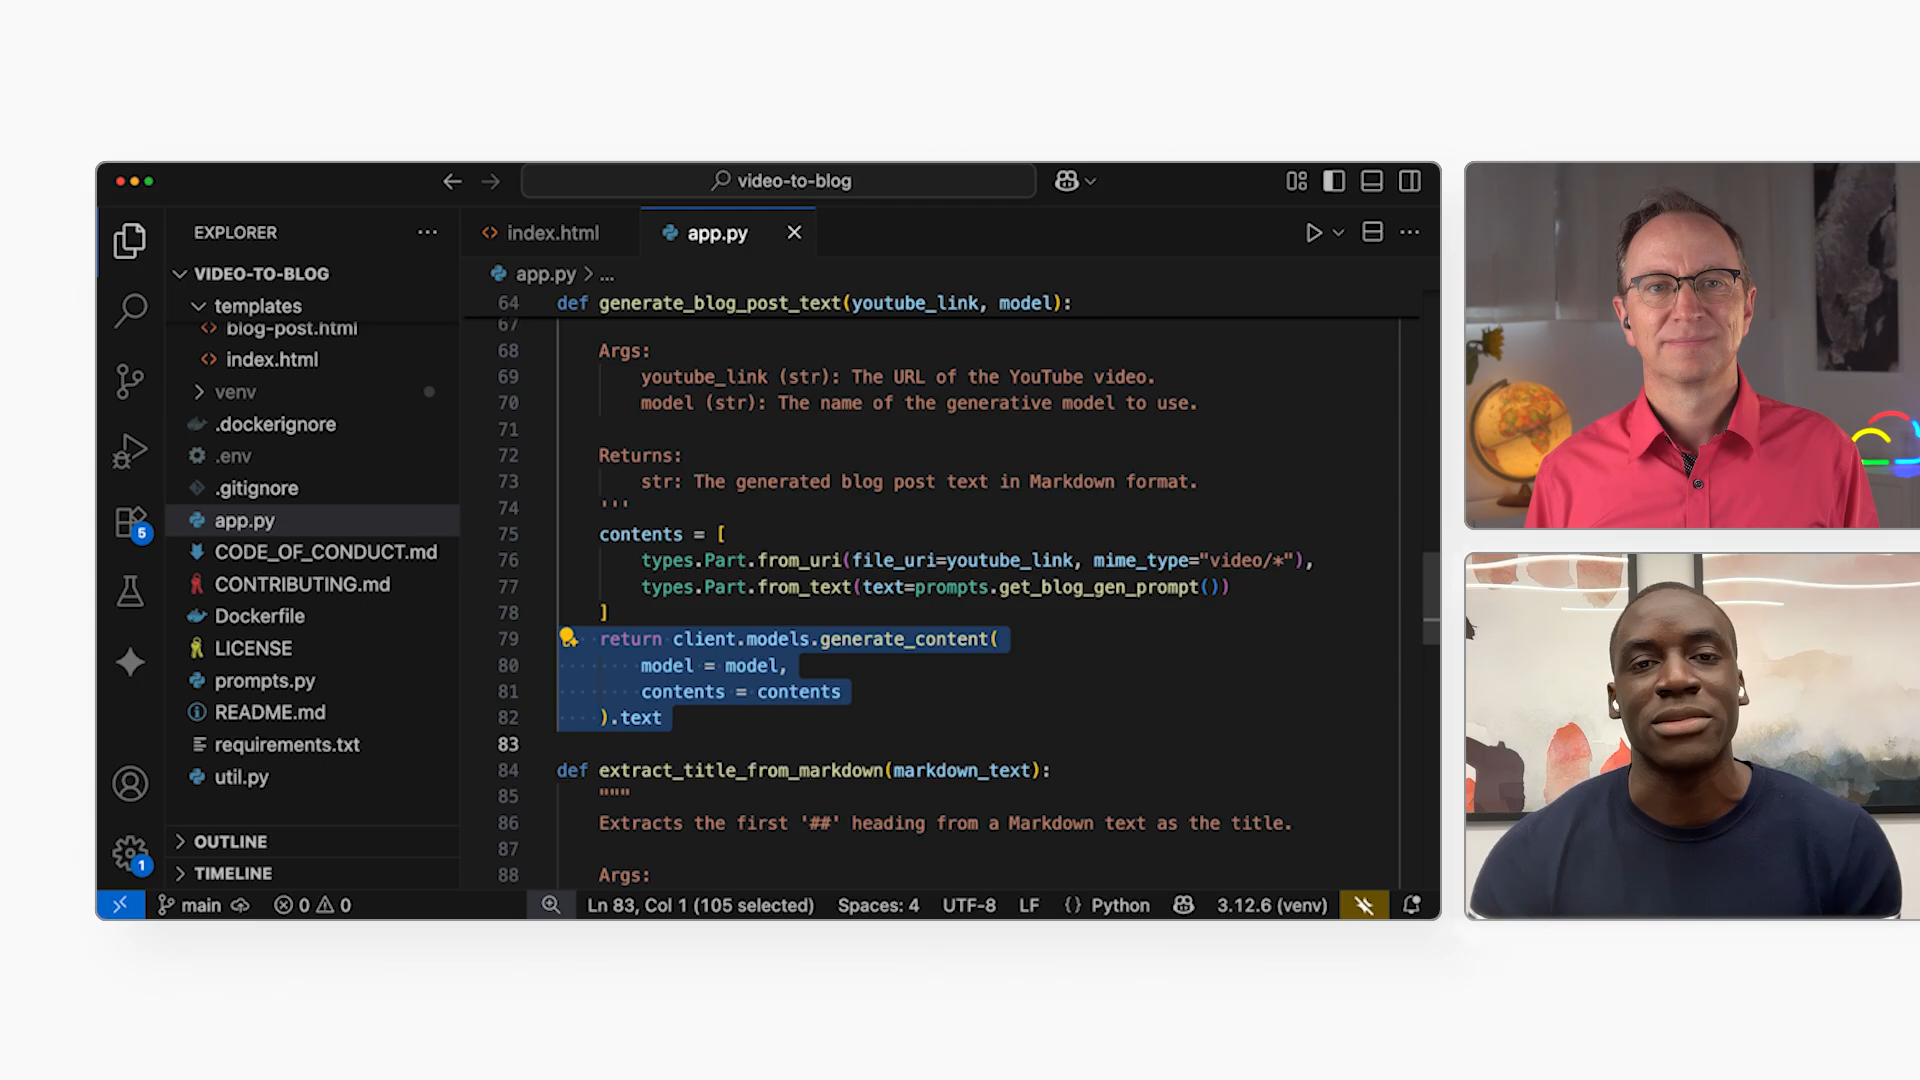 video-to-blog
EXPLORER
VIDEO-TO-BLOG
templates
blog-post.html
index.html
venv
.dockerignore
.env
.gitignore
app.py
CODE_OF_CONDUCT.md
CONTRIBUTING.md
Dockerfile
LICENSE
prompts.py
README.md
requirements.txt
util.py
OUTLINE
TIMELINE
5
1
index.html
app.py
app.py > ...
64 def generate_blog_post_text(youtube_link, model):
67
68 Args:
69 youtube_link (str): The URL of the YouTube video.
70 model (str): The name of the generative model to use.
71
72 Returns:
73 str: The generated blog post text in Markdown format.
74 '''
75 contents = [
76 types.Part.from_uri(file_uri=youtube_link, mime_type="video/*"),
77 types.Part.from_text(text=prompts.get_blog_gen_prompt())
78 ]
79 return client.models.generate_content(
80 model = model,
81 contents = contents
82 ).text
83
84 def extract_title_from_markdown(markdown_text):
85 """
86 Extracts the first '##' heading from a Markdown text as the title.
87
88 Args:
main 0 0 Ln 83, Col 1 (105 selected) Spaces: 4 UTF-8 LF {} Python 3.12.6 (venv)